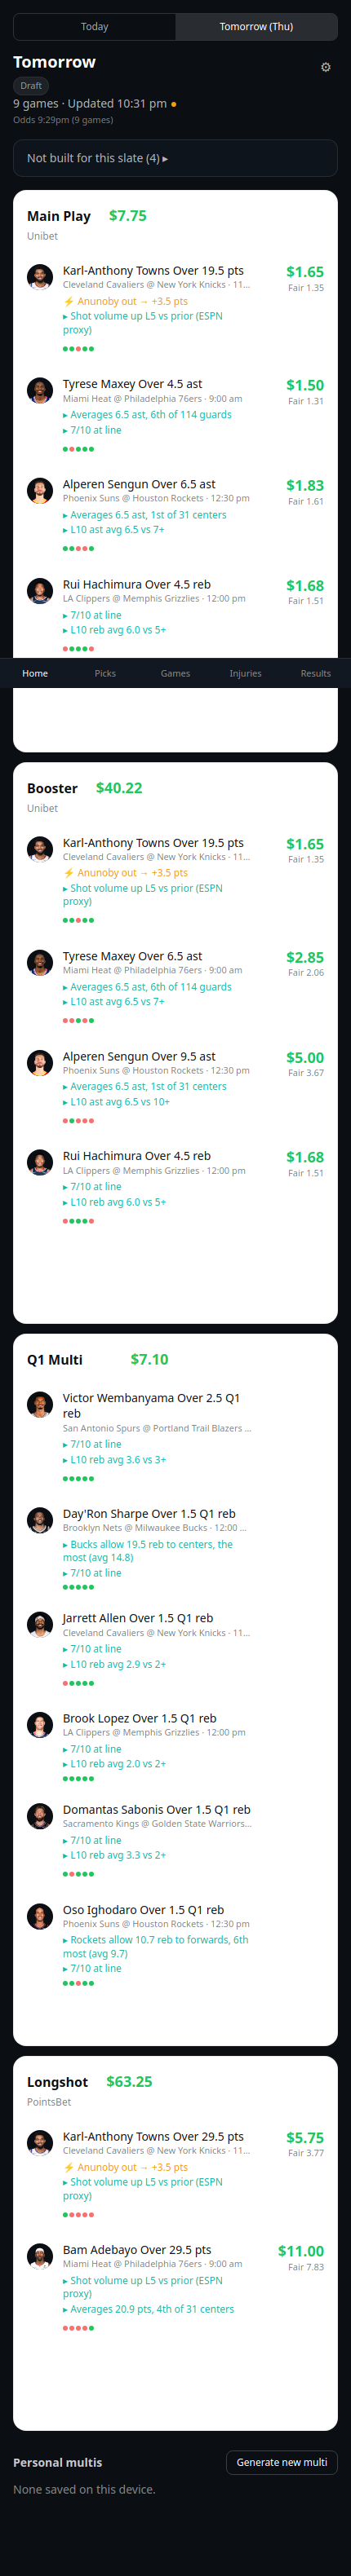 Today
Tomorrow (Thu)
Tomorrow
⚙
Draft
9 games · Updated 10:31 pm
Odds 9:29pm (9 games)
Not built for this slate (4) ▸
Main Play $7.75
Unibet
Karl-Anthony Towns Over 19.5 pts $1.65
Cleveland Cavaliers @ New York Knicks · 11... Fair 1.35
⚡ Anunoby out → +3.5 pts
▸ Shot volume up L5 vs prior (ESPN
proxy)
Tyrese Maxey Over 4.5 ast $1.50
Miami Heat @ Philadelphia 76ers · 9:00 am Fair 1.31
▸ Averages 6.5 ast, 6th of 114 guards
▸ 7/10 at line
Alperen Sengun Over 6.5 ast $1.83
Phoenix Suns @ Houston Rockets · 12:30 pm Fair 1.61
▸ Averages 6.5 ast, 1st of 31 centers
▸ L10 ast avg 6.5 vs 7+
Rui Hachimura Over 4.5 reb $1.68
LA Clippers @ Memphis Grizzlies · 12:00 pm Fair 1.51
▸ 7/10 at line
▸ L10 reb avg 6.0 vs 5+
Home Picks Games Injuries Results
Booster $40.22
Unibet
Karl-Anthony Towns Over 19.5 pts $1.65
Cleveland Cavaliers @ New York Knicks · 11... Fair 1.35
⚡ Anunoby out → +3.5 pts
▸ Shot volume up L5 vs prior (ESPN
proxy)
Tyrese Maxey Over 6.5 ast $2.85
Miami Heat @ Philadelphia 76ers · 9:00 am Fair 2.06
▸ Averages 6.5 ast, 6th of 114 guards
▸ L10 ast avg 6.5 vs 7+
Alperen Sengun Over 9.5 ast $5.00
Phoenix Suns @ Houston Rockets · 12:30 pm Fair 3.67
▸ Averages 6.5 ast, 1st of 31 centers
▸ L10 ast avg 6.5 vs 10+
Rui Hachimura Over 4.5 reb $1.68
LA Clippers @ Memphis Grizzlies · 12:00 pm Fair 1.51
▸ 7/10 at line
▸ L10 reb avg 6.0 vs 5+
Q1 Multi $7.10
Victor Wembanyama Over 2.5 Q1
reb
San Antonio Spurs @ Portland Trail Blazers ...
▸ 7/10 at line
▸ L10 reb avg 3.6 vs 3+
Day'Ron Sharpe Over 1.5 Q1 reb
Brooklyn Nets @ Milwaukee Bucks · 12:00 ...
▸ Bucks allow 19.5 reb to centers, the
most (avg 14.8)
▸ 7/10 at line
Jarrett Allen Over 1.5 Q1 reb
Cleveland Cavaliers @ New York Knicks · 11...
▸ 7/10 at line
▸ L10 reb avg 2.9 vs 2+
Brook Lopez Over 1.5 Q1 reb
LA Clippers @ Memphis Grizzlies · 12:00 pm
▸ 7/10 at line
▸ L10 reb avg 2.0 vs 2+
Domantas Sabonis Over 1.5 Q1 reb
Sacramento Kings @ Golden State Warriors...
▸ 7/10 at line
▸ L10 reb avg 3.3 vs 2+
Oso Ighodaro Over 1.5 Q1 reb
Phoenix Suns @ Houston Rockets · 12:30 pm
▸ Rockets allow 10.7 reb to forwards, 6th
most (avg 9.7)
▸ 7/10 at line
Longshot $63.25
PointsBet
Karl-Anthony Towns Over 29.5 pts $5.75
Cleveland Cavaliers @ New York Knicks · 11... Fair 3.77
⚡ Anunoby out → +3.5 pts
▸ Shot volume up L5 vs prior (ESPN
proxy)
Bam Adebayo Over 29.5 pts $11.00
Miami Heat @ Philadelphia 76ers · 9:00 am Fair 7.83
▸ Shot volume up L5 vs prior (ESPN
proxy)
▸ Averages 20.9 pts, 4th of 31 centers
Personal multis
Generate new multi
None saved on this device.